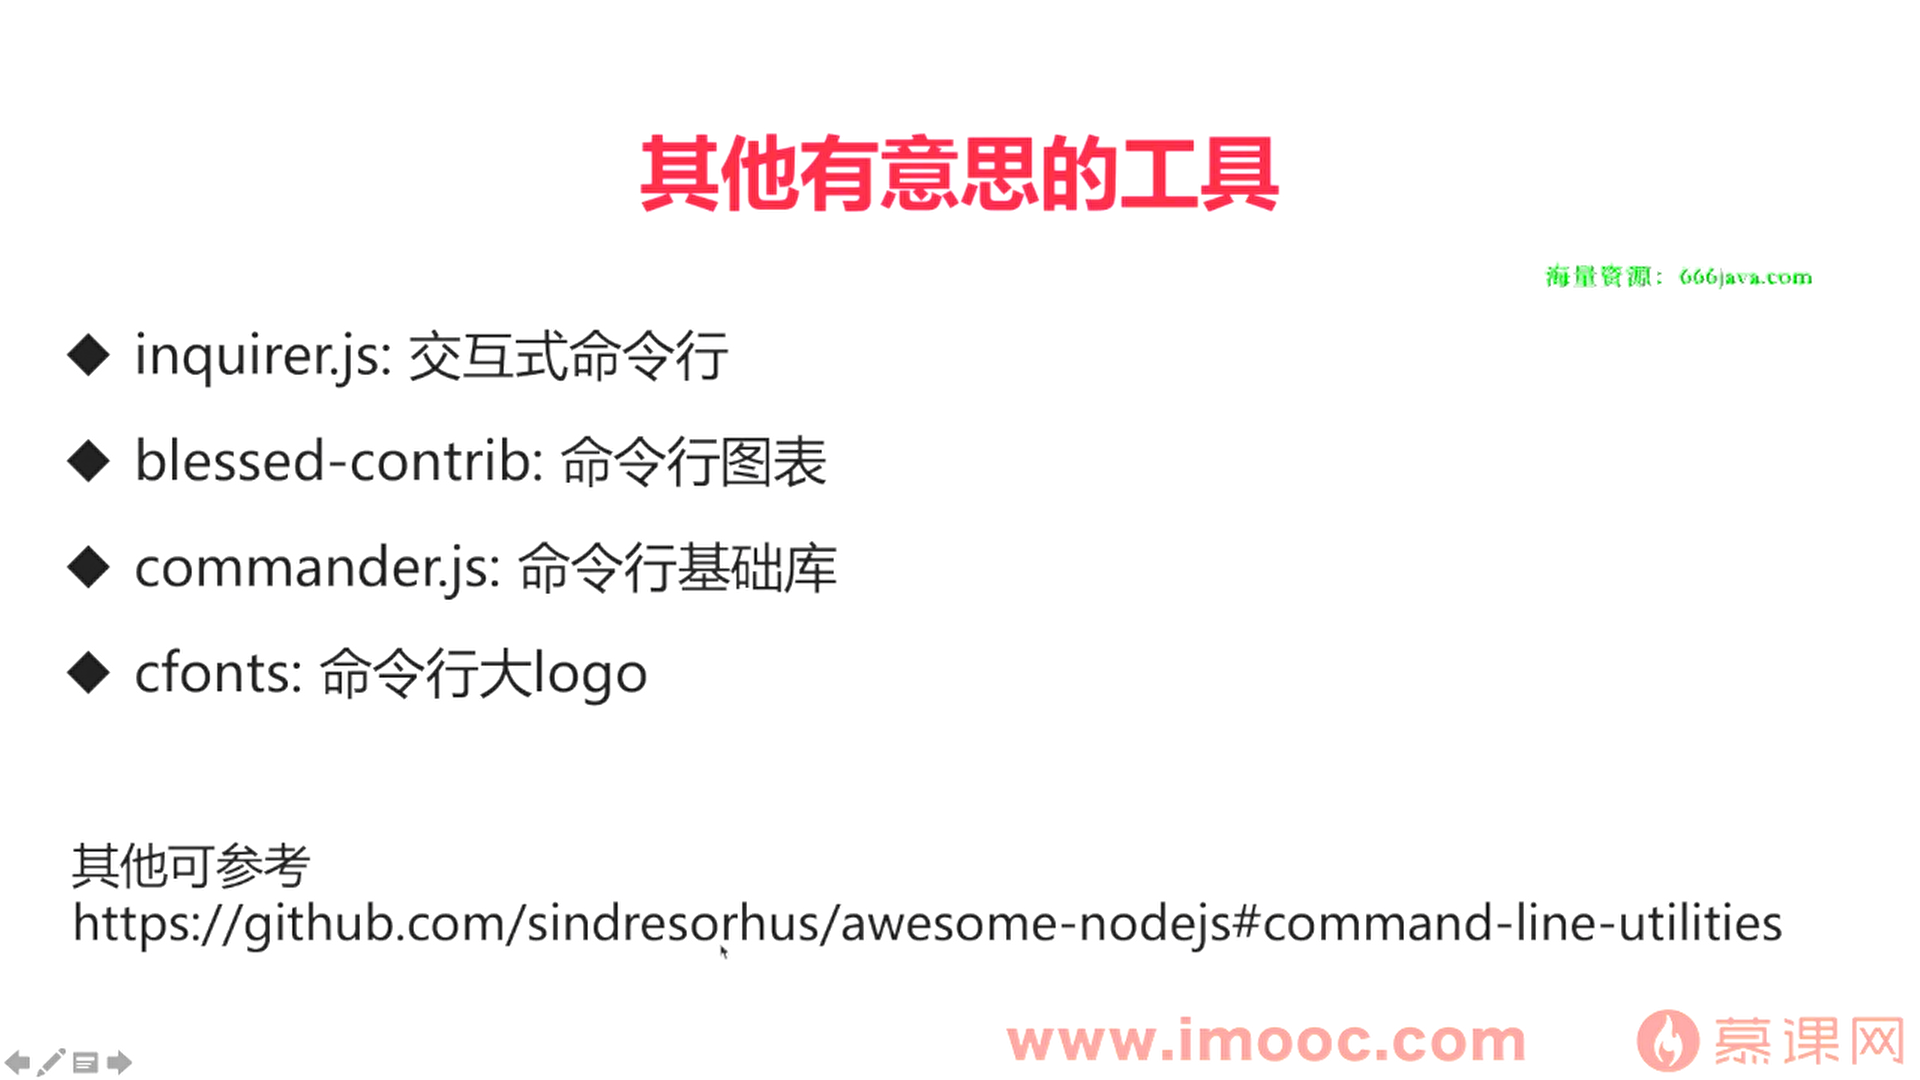 其他有意思的工具
海量资源：666java.com
◆ inquirer.js: 交互式命令行
◆ blessed-contrib: 命令行图表
◆ commander.js: 命令行基础库
◆ cfonts: 命令行大logo
其他可参考
https://github.com/sindresorhus/awesome-nodejs#command-line-utilities
www.imooc.com 慕课网